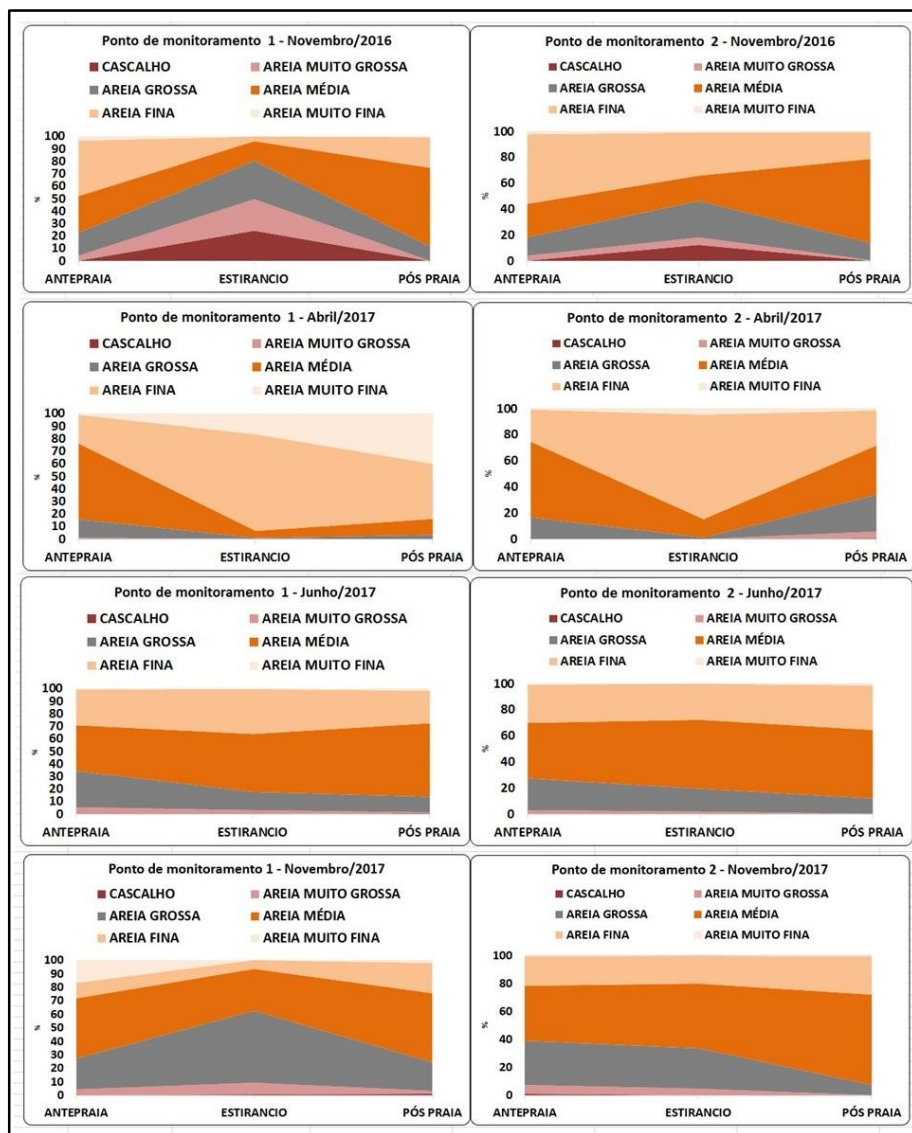 Ponto de monitoramento 1 - Novembro/2016
CASCALHO AREIA MUITO GROSSA
AREIA GROSSA AREIA MÉDIA
AREIA FINA AREIA MUITO FINA
100
90
80
70
60
50
40
30
20
10
0
%
ANTEPRAIA ESTIRANCIO PÓS PRAIA
Ponto de monitoramento 2 - Novembro/2016
CASCALHO AREIA MUITO GROSSA
AREIA GROSSA AREIA MÉDIA
AREIA FINA AREIA MUITO FINA
100
80
60
40
20
0
%
ANTEPRAIA ESTIRANCIO PÓS PRAIA
Ponto de monitoramento 1 - Abril/2017
CASCALHO AREIA MUITO GROSSA
AREIA GROSSA AREIA MÉDIA
AREIA FINA AREIA MUITO FINA
100
90
80
70
60
50
40
30
20
10
0
%
ANTEPRAIA ESTIRANCIO PÓS PRAIA
Ponto de monitoramento 2 - Abril/2017
CASCALHO AREIA MUITO GROSSA
AREIA GROSSA AREIA MÉDIA
AREIA FINA AREIA MUITO FINA
100
80
60
40
20
0
%
ANTEPRAIA ESTIRANCIO PÓS PRAIA
Ponto de monitoramento 1 - Junho/2017
CASCALHO AREIA MUITO GROSSA
AREIA GROSSA AREIA MÉDIA
AREIA FINA AREIA MUITO FINA
100
90
80
70
60
50
40
30
20
10
0
%
ANTEPRAIA ESTIRANCIO PÓS PRAIA
Ponto de monitoramento 2 - Junho/2017
CASCALHO AREIA MUITO GROSSA
AREIA GROSSA AREIA MÉDIA
AREIA FINA AREIA MUITO FINA
100
80
60
40
20
0
%
ANTEPRAIA ESTIRANCIO PÓS PRAIA
Ponto de monitoramento 1 - Novembro/2017
CASCALHO AREIA MUITO GROSSA
AREIA GROSSA AREIA MÉDIA
AREIA FINA AREIA MUITO FINA
100
90
80
70
60
50
40
30
20
10
0
%
ANTEPRAIA ESTIRANCIO PÓS PRAIA
Ponto de monitoramento 2 - Novembro/2017
CASCALHO AREIA MUITO GROSSA
AREIA GROSSA AREIA MÉDIA
AREIA FINA AREIA MUITO FINA
100
80
60
40
20
0
%
ANTEPRAIA ESTIRANCIO PÓS PRAIA